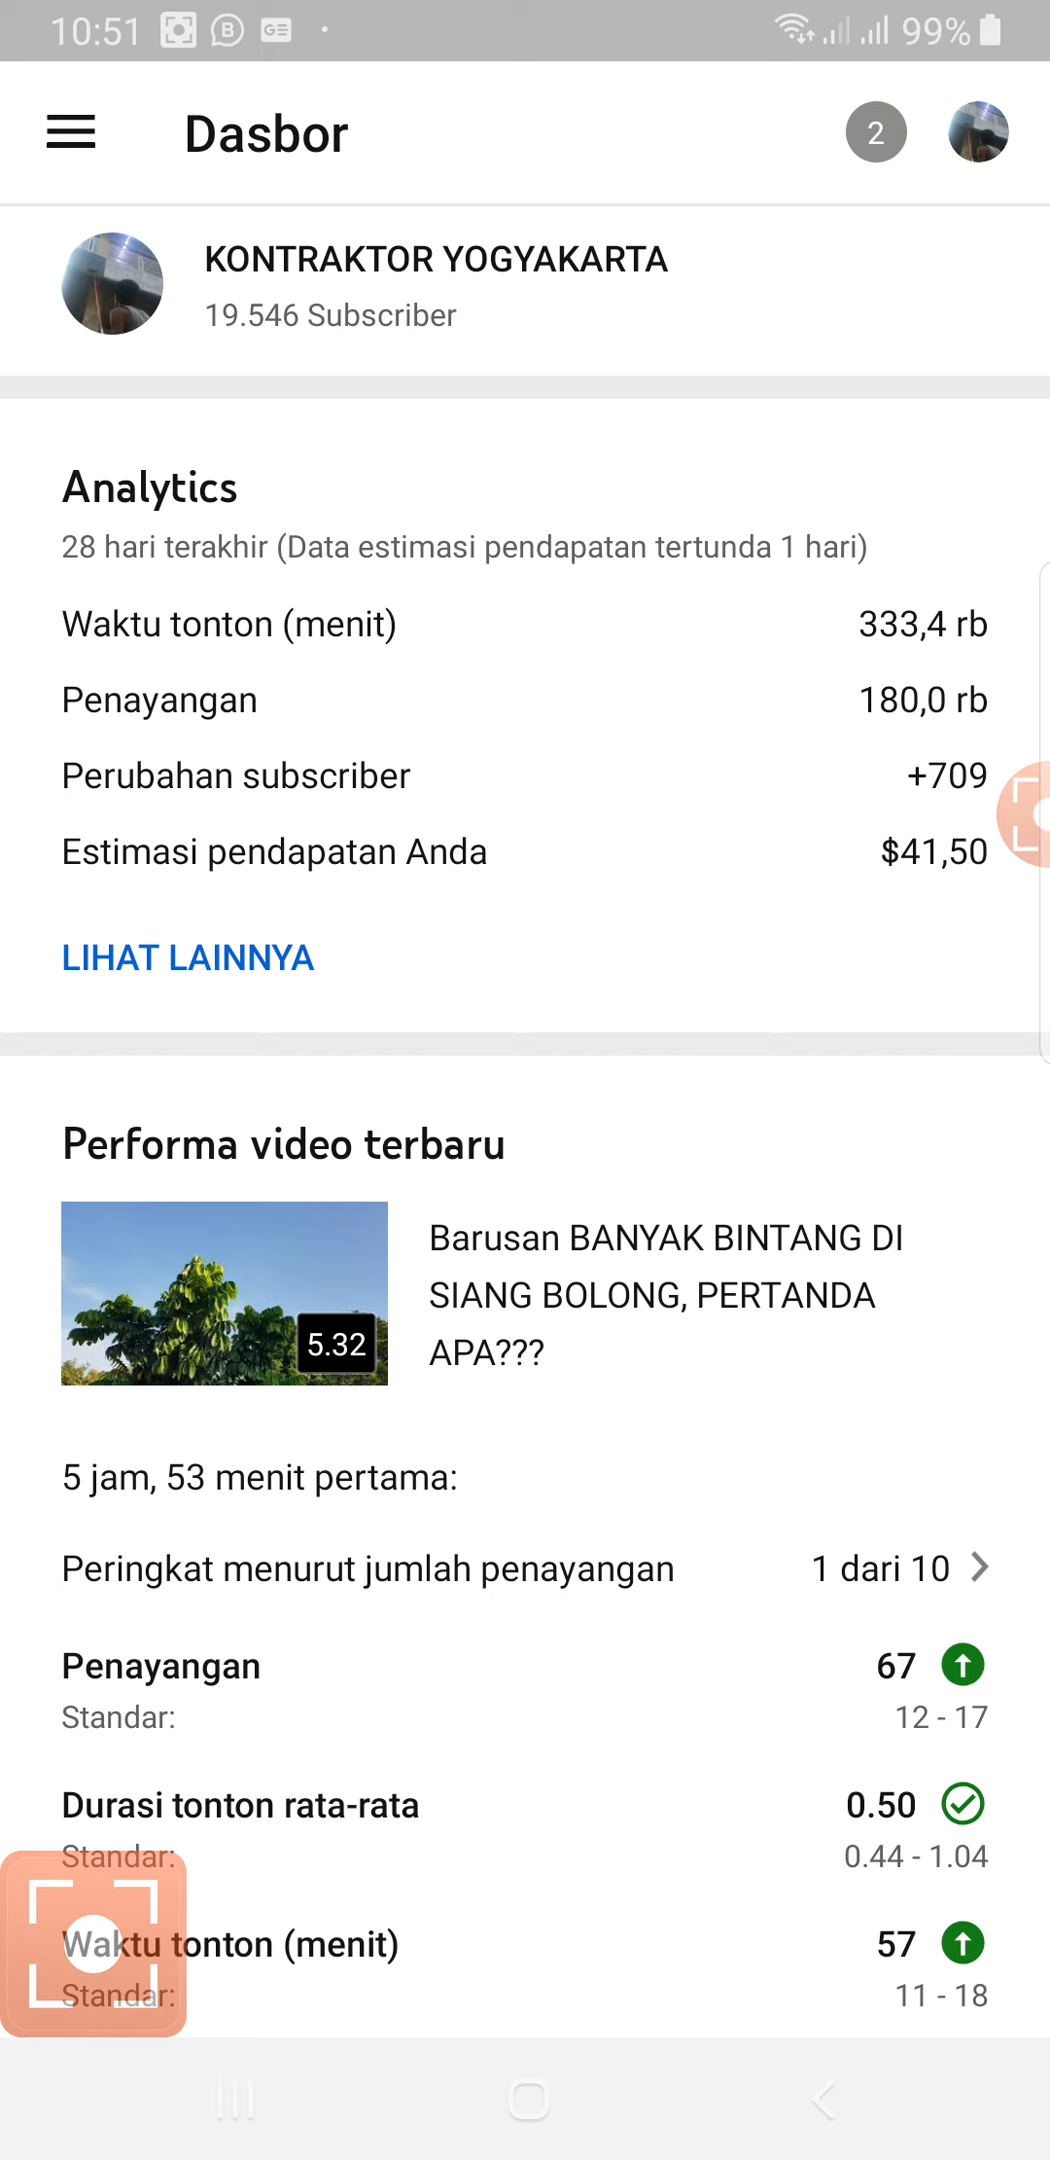 10:51 99%
Dasbor 2
KONTRAKTOR YOGYAKARTA
19.546 Subscriber
Analytics
28 hari terakhir (Data estimasi pendapatan tertunda 1 hari)
Waktu tonton (menit) 333,4 rb
Penayangan 180,0 rb
Perubahan subscriber +709
Estimasi pendapatan Anda $41,50
LIHAT LAINNYA
Performa video terbaru
Barusan BANYAK BINTANG DI
SIANG BOLONG, PERTANDA
APA???
5.32
5 jam, 53 menit pertama:
Peringkat menurut jumlah penayangan 1 dari 10
Penayangan 67
Standar: 12 - 17
Durasi tonton rata-rata 0.50
Standar: 0.44 - 1.04
Waktu tonton (menit) 57
Standar: 11 - 18